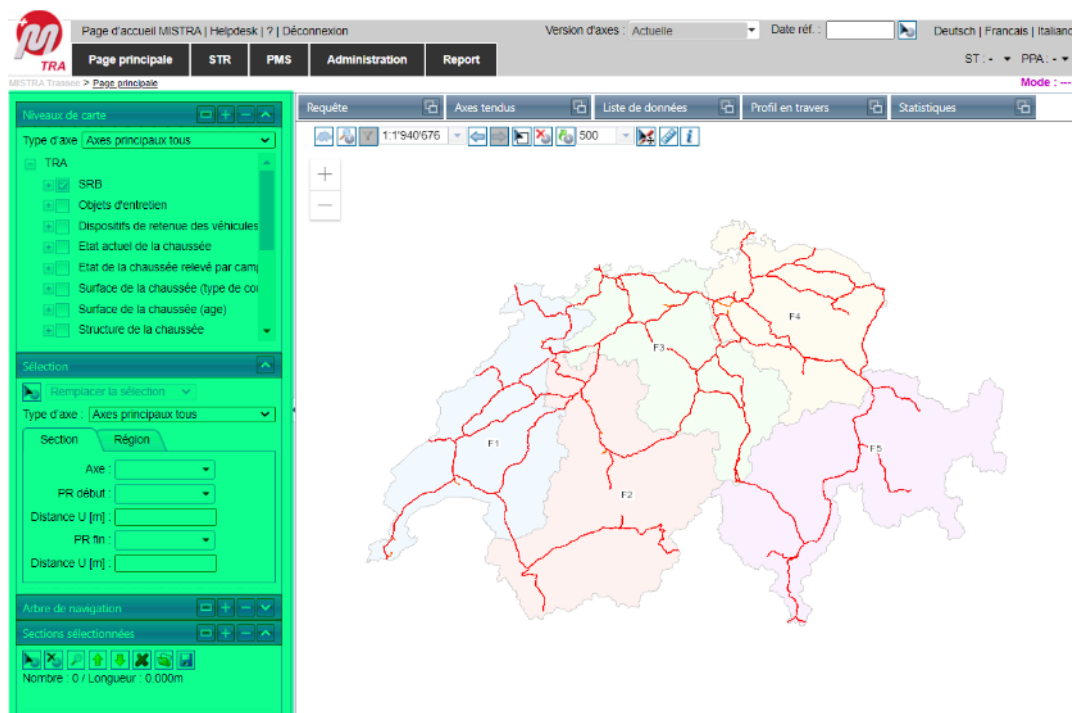 Page d'accueil MISTRA | Helpdesk | ? | Déconnexion
Version d'axes : Actuelle
Date réf. :
Deutsch | Francais | Italiano
TRA
Page principale
STR
PMS
Administration
Report
ST : -
PPA : -
MISTRA Trassee > Page principale
Mode : ---
Niveaux de carte
Type d'axe Axes principaux tous
TRA
SRB
Objets d'entretien
Dispositifs de retenue des véhicules
Etat actuel de la chaussée
Etat de la chaussée relevé par camp
Surface de la chaussée (type de cou
Surface de la chaussée (age)
Structure de la chaussée
Sélection
Remplacer la sélection
Type d'axe : Axes principaux tous
Section
Région
Axe :
PR début :
Distance U [m] :
PR fin :
Distance U [m] :
Arbre de navigation
Sections sélectionnées
Nombre : 0 / Longueur : 0.000m
Requête
Axes tendus
Liste de données
Profil en travers
Statistiques
1:1'940'676
500
+
−
F4
F3
F1
F5
F2